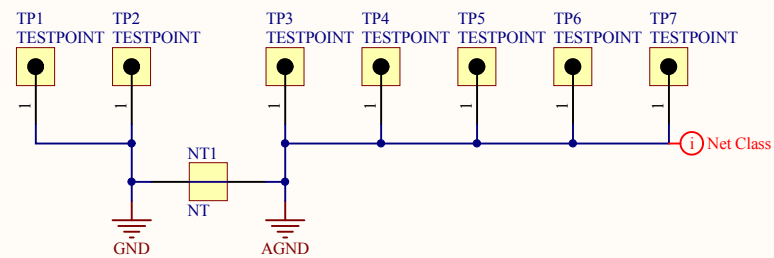 TP1 TP2 TP3 TP4 TP5 TP6 TP7
TESTPOINT TESTPOINT TESTPOINT TESTPOINT TESTPOINT TESTPOINT TESTPOINT
1 1 1 1 1 1 1
i Net Class
NT1
NT
GND AGND